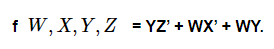 f W, X, Y, Z = YZ’ + WX’ + WY.